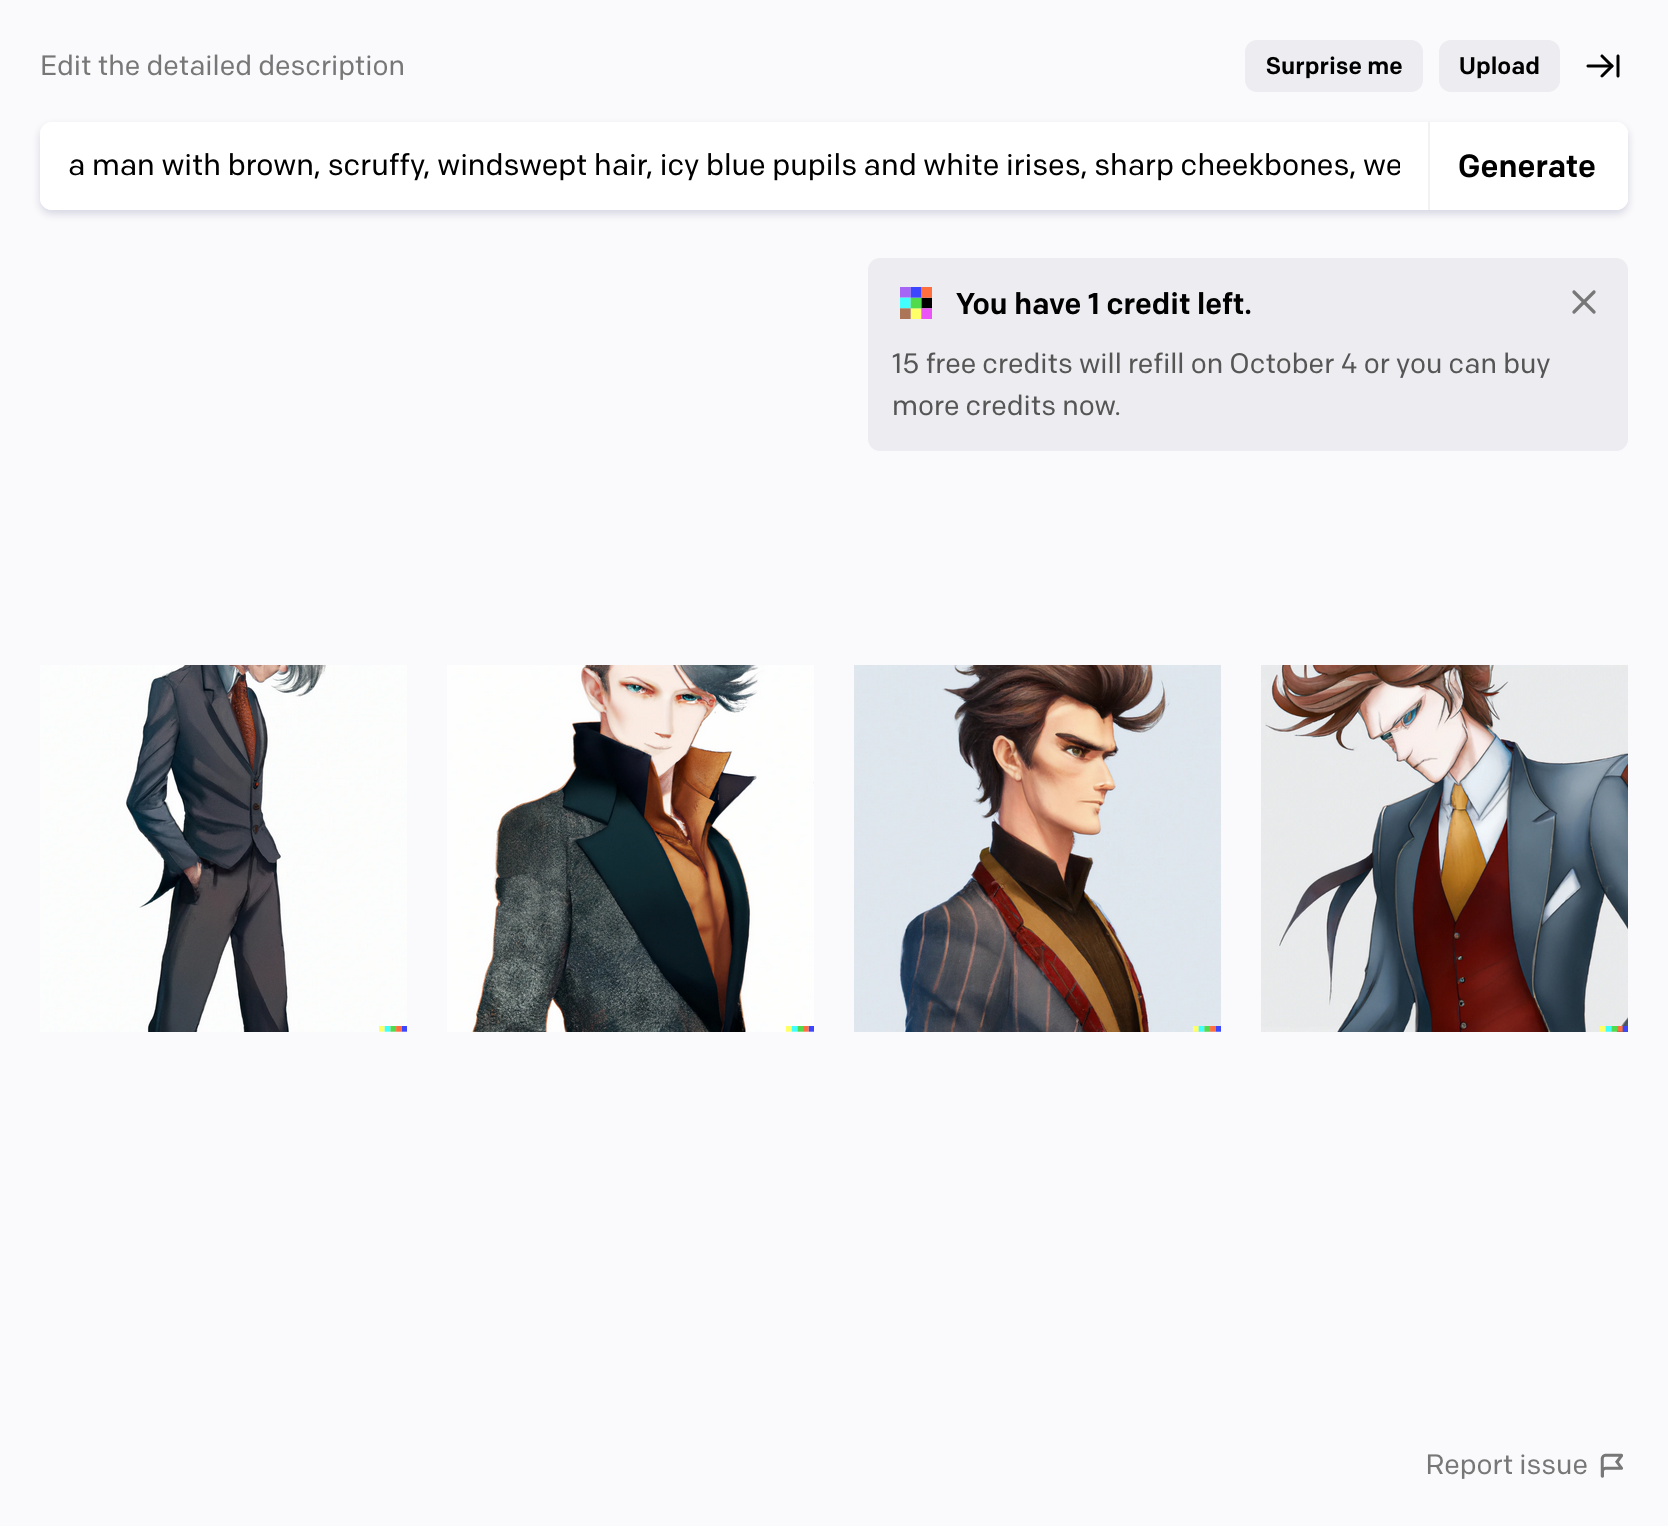 Edit the detailed description
Surprise me
Upload
a man with brown, scruffy, windswept hair, icy blue pupils and white irises, sharp cheekbones, we
Generate
You have 1 credit left.
15 free credits will refill on October 4 or you can buy
more credits now.
Report issue